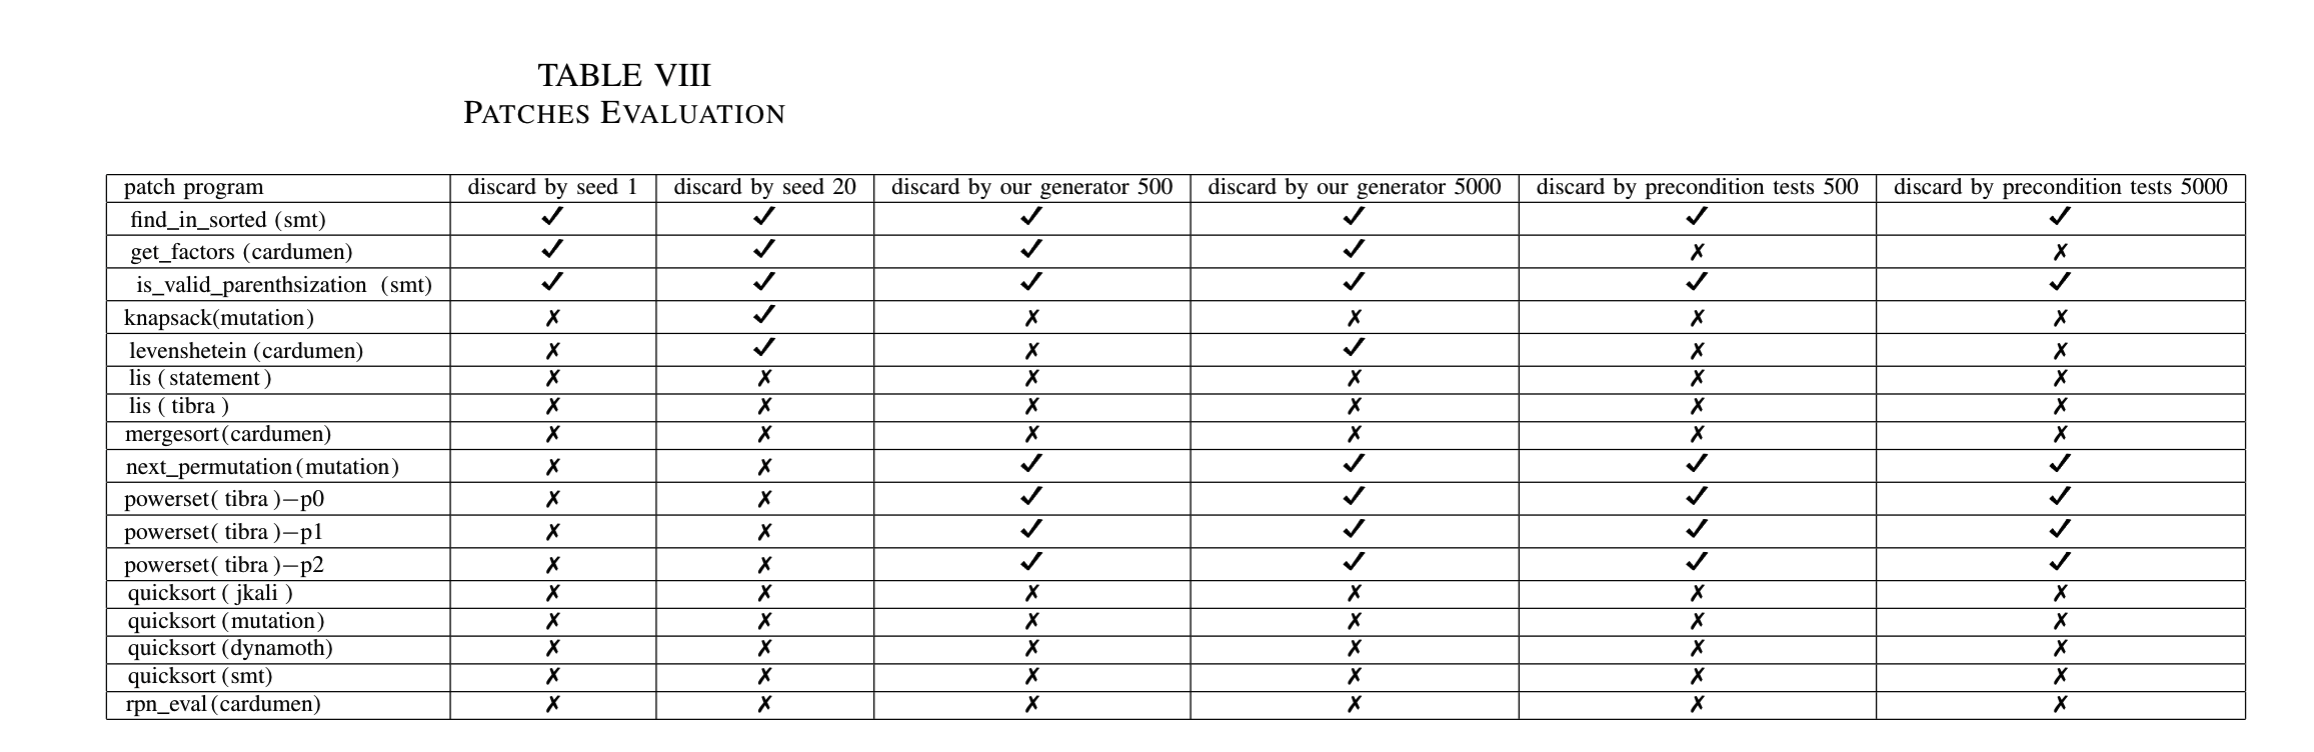 TABLE VIII
PATCHES EVALUATION
patch program discard by seed 1 discard by seed 20 discard by our generator 500 discard by our generator 5000 discard by precondition tests 500 discard by precondition tests 5000
find_in_sorted (smt) ✓ ✓ ✓ ✓ ✓ ✓
get_factors (cardumen) ✓ ✓ ✓ ✓ ✗ ✗
is_valid_parenthsization (smt) ✓ ✓ ✓ ✓ ✓ ✓
knapsack(mutation) ✗ ✓ ✗ ✗ ✗ ✗
levenshetein (cardumen) ✗ ✓ ✗ ✓ ✗ ✗
lis (statement) ✗ ✗ ✗ ✗ ✗ ✗
lis ( tibra ) ✗ ✗ ✗ ✗ ✗ ✗
mergesort(cardumen) ✗ ✗ ✗ ✗ ✗ ✗
next_permutation(mutation) ✗ ✗ ✓ ✓ ✓ ✓
powerset( tibra )−p0 ✗ ✗ ✓ ✓ ✓ ✓
powerset( tibra )−p1 ✗ ✗ ✓ ✓ ✓ ✓
powerset( tibra )−p2 ✗ ✗ ✓ ✓ ✓ ✓
quicksort ( jkali ) ✗ ✗ ✗ ✗ ✗ ✗
quicksort (mutation) ✗ ✗ ✗ ✗ ✗ ✗
quicksort (dynamoth) ✗ ✗ ✗ ✗ ✗ ✗
quicksort (smt) ✗ ✗ ✗ ✗ ✗ ✗
rpn_eval(cardumen) ✗ ✗ ✗ ✗ ✗ ✗